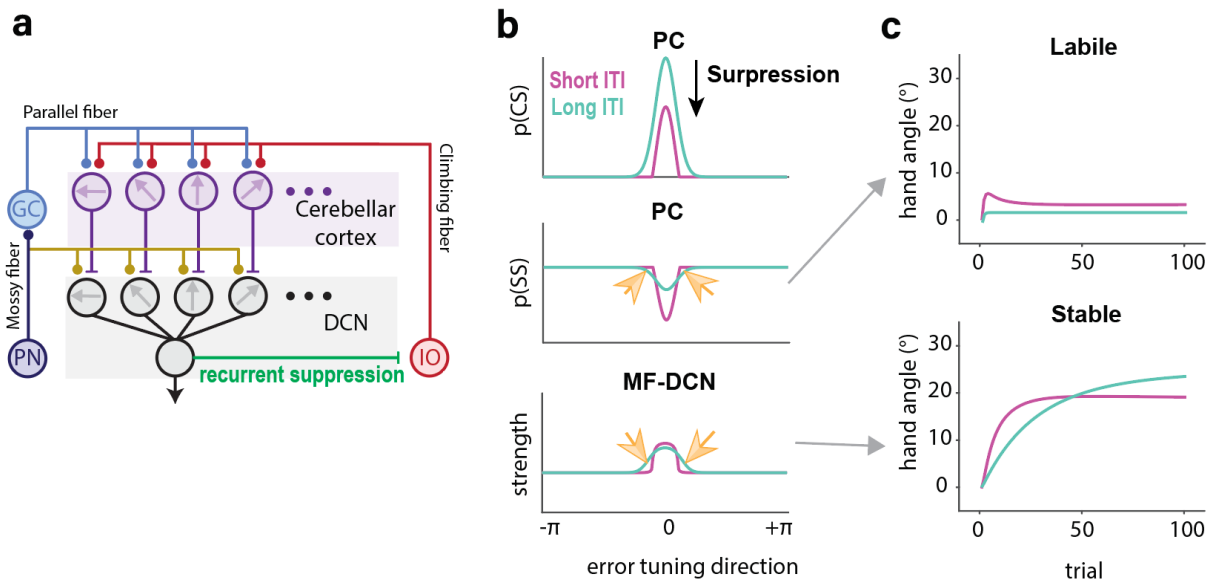 a
Parallel fiber
Climbing fiber
GC
Cerebellar
cortex
Mossy fiber
DCN
PN
IO
recurrent suppression
b
PC
Short ITI
Long ITI
Surpression
p(CS)
PC
p(SS)
MF-DCN
strength
-π
0
+π
error tuning direction
c
Labile
hand angle (°)
30
20
10
0
0
50
100
Stable
hand angle (°)
30
20
10
0
0
50
100
trial